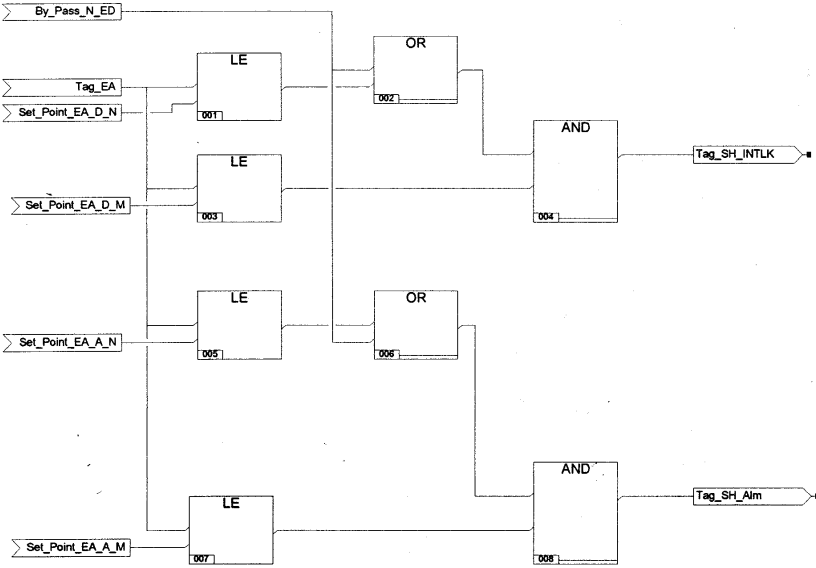 By_Pass_N_ED
OR
LE
Tag_EA
002
Set_Point_EA_D_N
001
AND
LE
Tag_SH_INTLK
Set_Point_EA_D_M
003
004
LE
OR
Set_Point_EA_A_N
005
006
AND
LE
Tag_SH_Alm
Set_Point_EA_A_M
007
008